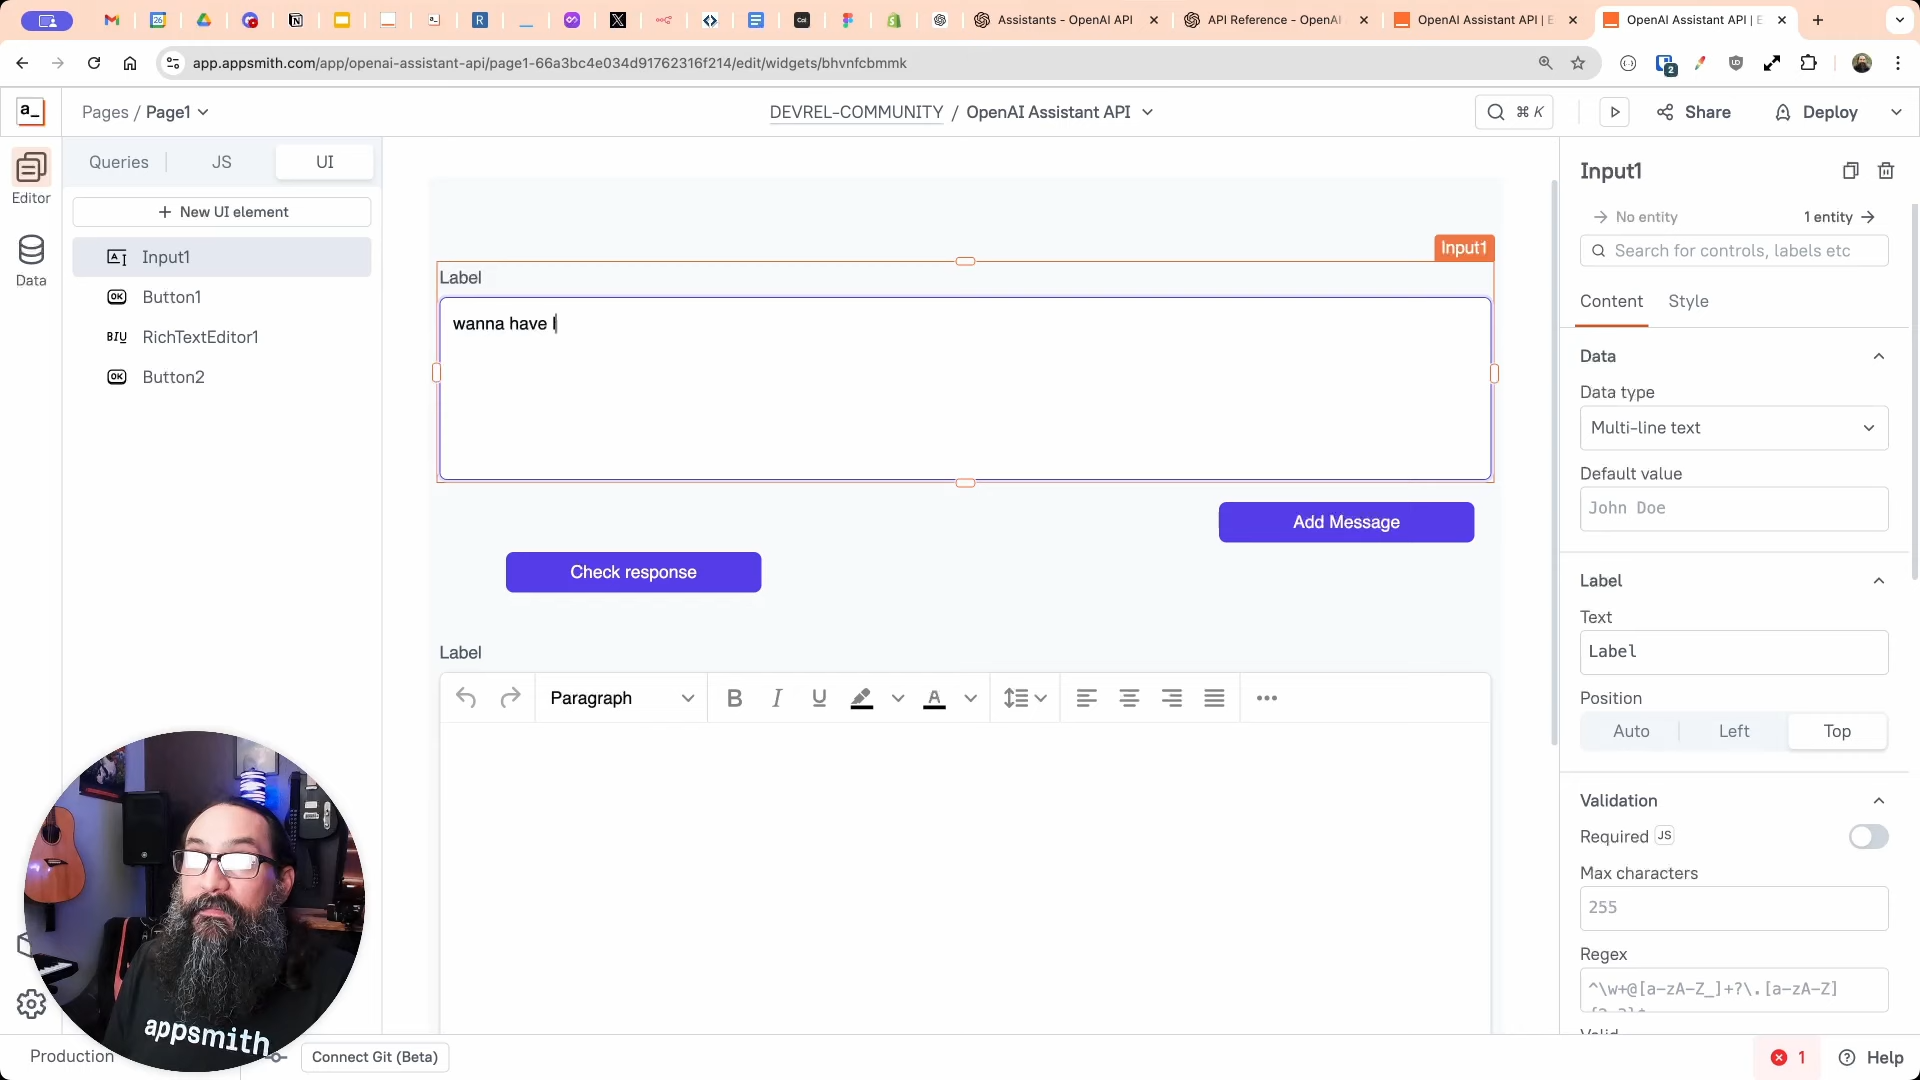 Assistants - OpenAI API
API Reference - OpenAI
OpenAI Assistant API | E
OpenAI Assistant API | E
app.appsmith.com/app/openai-assistant-api/page1-66a3bc4e034d91762316f214/edit/widgets/bhvnfcbmmk
a_
Pages / Page1
DEVREL-COMMUNITY / OpenAI Assistant API
⌘ K
Share
Deploy
Editor
Data
Queries
JS
UI
+ New UI element
Input1
Button1
RichTextEditor1
Button2
Input1
Label
wanna have l
Add Message
Check response
Label
Paragraph
B I U A
Input1
No entity
1 entity
Search for controls, labels etc
Content
Style
Data
Data type
Multi-line text
Default value
John Doe
Label
Text
Label
Position
Auto
Left
Top
Validation
Required JS
Max characters
255
Regex
^\w+@[a-zA-Z_]+?\.[a-zA-Z]
appsmith
Production
Connect Git (Beta)
1
Help